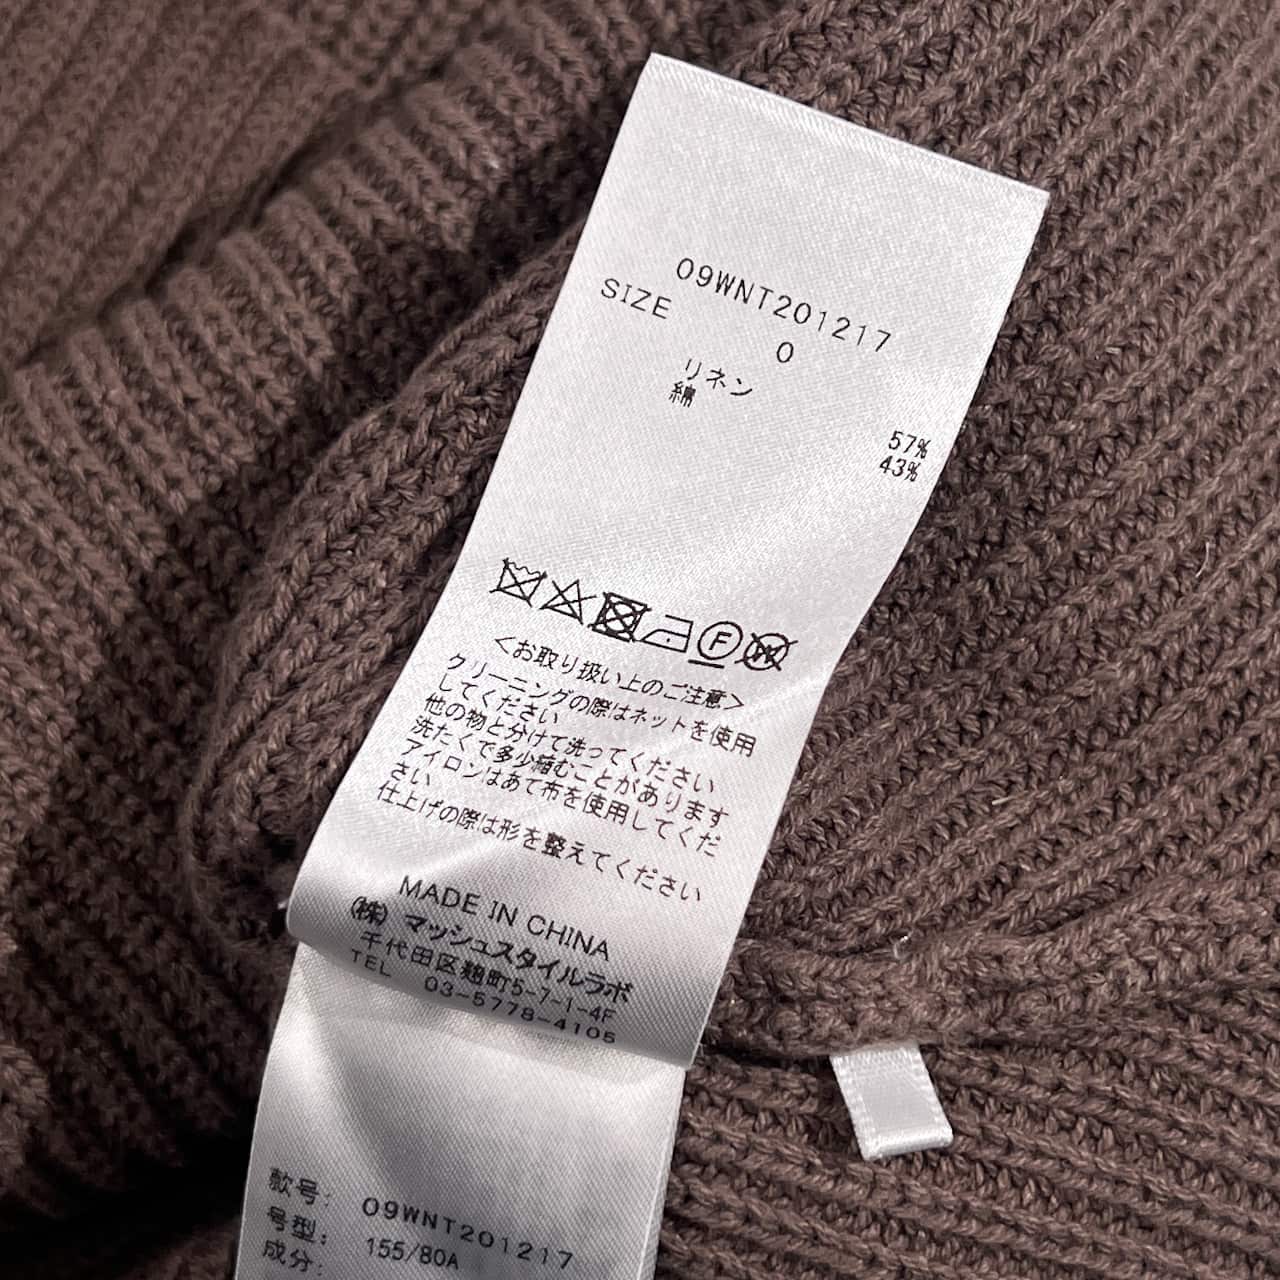 09WNT201217
SIZE 0
リネン 57%
綿 43%
F
<お取り扱い上のご注意>
クリーニングの際はネットを使用
してください
他の物と分けて洗ってください
洗たくで多少縮むことがあります
アイロンはあて布を使用してくだ
さい
仕上げの際は形を整えてください
MADE IN CHINA
(株) マッシュスタイルラボ
千代田区麹町5-7-1-4F
TEL 03-5778-4105
款号: 09WNT201217
号型: 155/80A
成分: